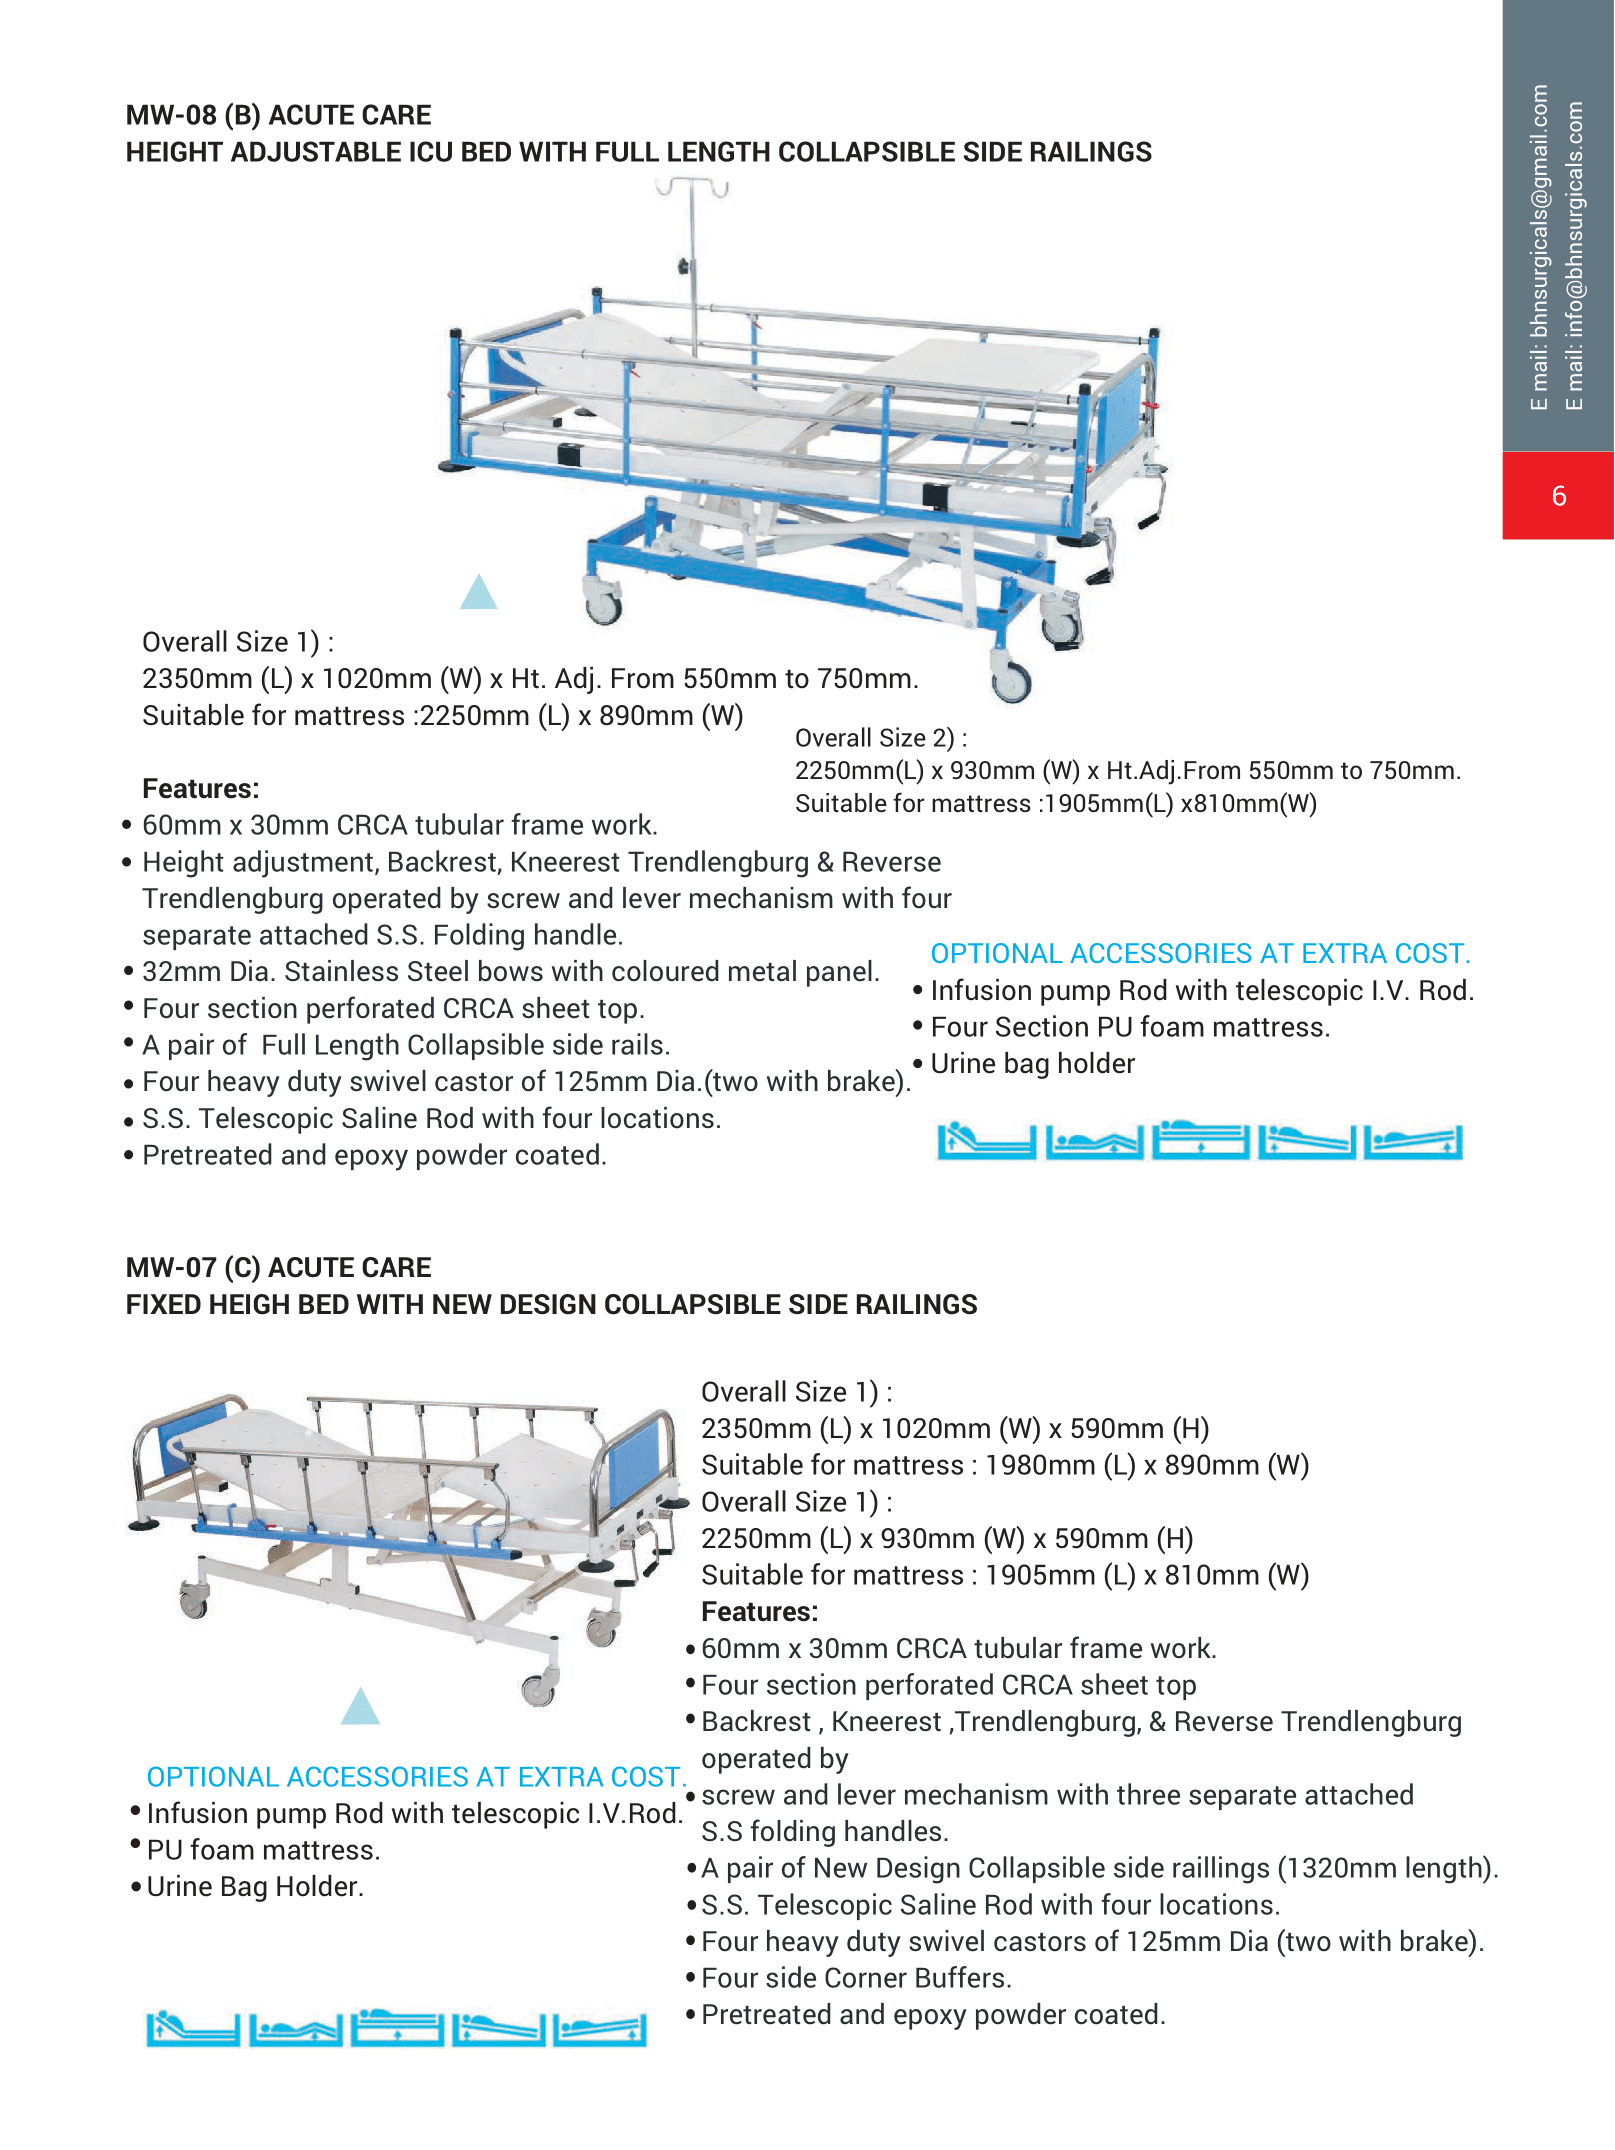 MW-08 (B) ACUTE CARE
HEIGHT ADJUSTABLE ICU BED WITH FULL LENGTH COLLAPSIBLE SIDE RAILINGS
E mail: bhnsurgicals@gmail.com
E mail: info@bhnsurgicals.com
6
Overall Size 1) :
2350mm (L) x 1020mm (W) x Ht. Adj. From 550mm to 750mm.
Suitable for mattress :2250mm (L) x 890mm (W)
Overall Size 2) :
2250mm(L) x 930mm (W) x Ht.Adj.From 550mm to 750mm.
Suitable for mattress :1905mm(L) x810mm(W)
Features:
• 60mm x 30mm CRCA tubular frame work.
• Height adjustment, Backrest, Kneerest Trendlengburg & Reverse
Trendlengburg operated by screw and lever mechanism with four
separate attached S.S. Folding handle.
• 32mm Dia. Stainless Steel bows with coloured metal panel.
• Four section perforated CRCA sheet top.
• A pair of  Full Length Collapsible side rails.
• Four heavy duty swivel castor of 125mm Dia.(two with brake).
• S.S. Telescopic Saline Rod with four locations.
• Pretreated and epoxy powder coated.
OPTIONAL ACCESSORIES AT EXTRA COST.
• Infusion pump Rod with telescopic I.V. Rod.
• Four Section PU foam mattress.
• Urine bag holder
MW-07 (C) ACUTE CARE
FIXED HEIGH BED WITH NEW DESIGN COLLAPSIBLE SIDE RAILINGS
Overall Size 1) :
2350mm (L) x 1020mm (W) x 590mm (H)
Suitable for mattress : 1980mm (L) x 890mm (W)
Overall Size 1) :
2250mm (L) x 930mm (W) x 590mm (H)
Suitable for mattress : 1905mm (L) x 810mm (W)
Features:
• 60mm x 30mm CRCA tubular frame work.
• Four section perforated CRCA sheet top
• Backrest , Kneerest ,Trendlengburg, & Reverse Trendlengburg
operated by
• screw and lever mechanism with three separate attached
S.S folding handles.
• A pair of New Design Collapsible side raillings (1320mm length).
• S.S. Telescopic Saline Rod with four locations.
• Four heavy duty swivel castors of 125mm Dia (two with brake).
• Four side Corner Buffers.
• Pretreated and epoxy powder coated.
OPTIONAL ACCESSORIES AT EXTRA COST.
• Infusion pump Rod with telescopic I.V.Rod.
• PU foam mattress.
• Urine Bag Holder.